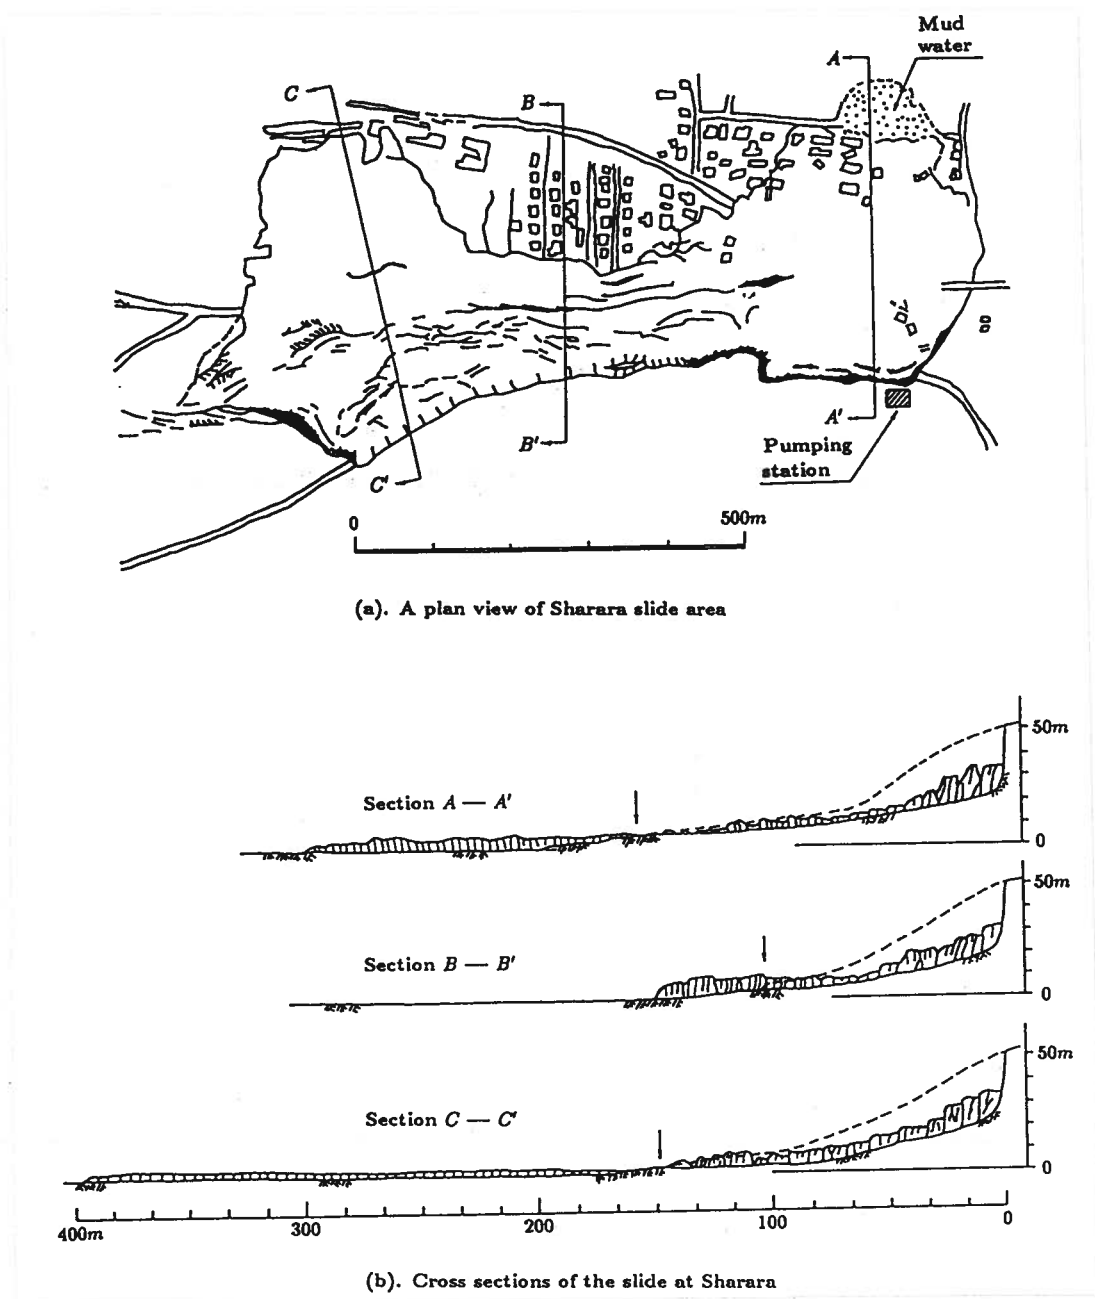 Mud
water
A
C
B
A'
B'
Pumping
station
C'
0
500m
(a). A plan view of Sharara slide area
50m
Section A — A'
0
50m
Section B — B'
0
50m
Section C — C'
0
400m
300
200
100
0
(b). Cross sections of the slide at Sharara